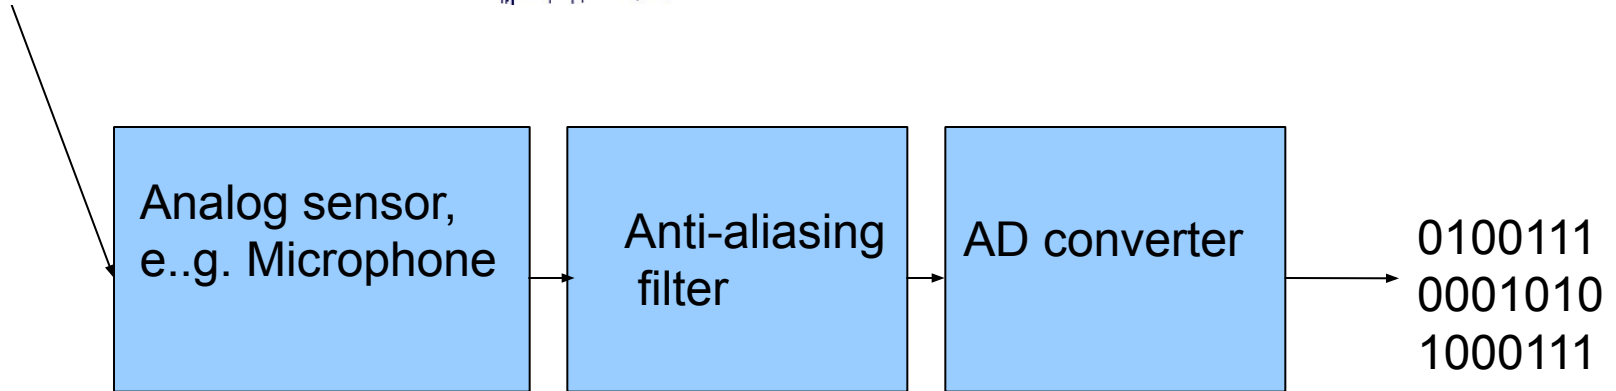 Analog sensor,
e..g. Microphone
Anti-aliasing
filter
AD converter
0100111
0001010
1000111